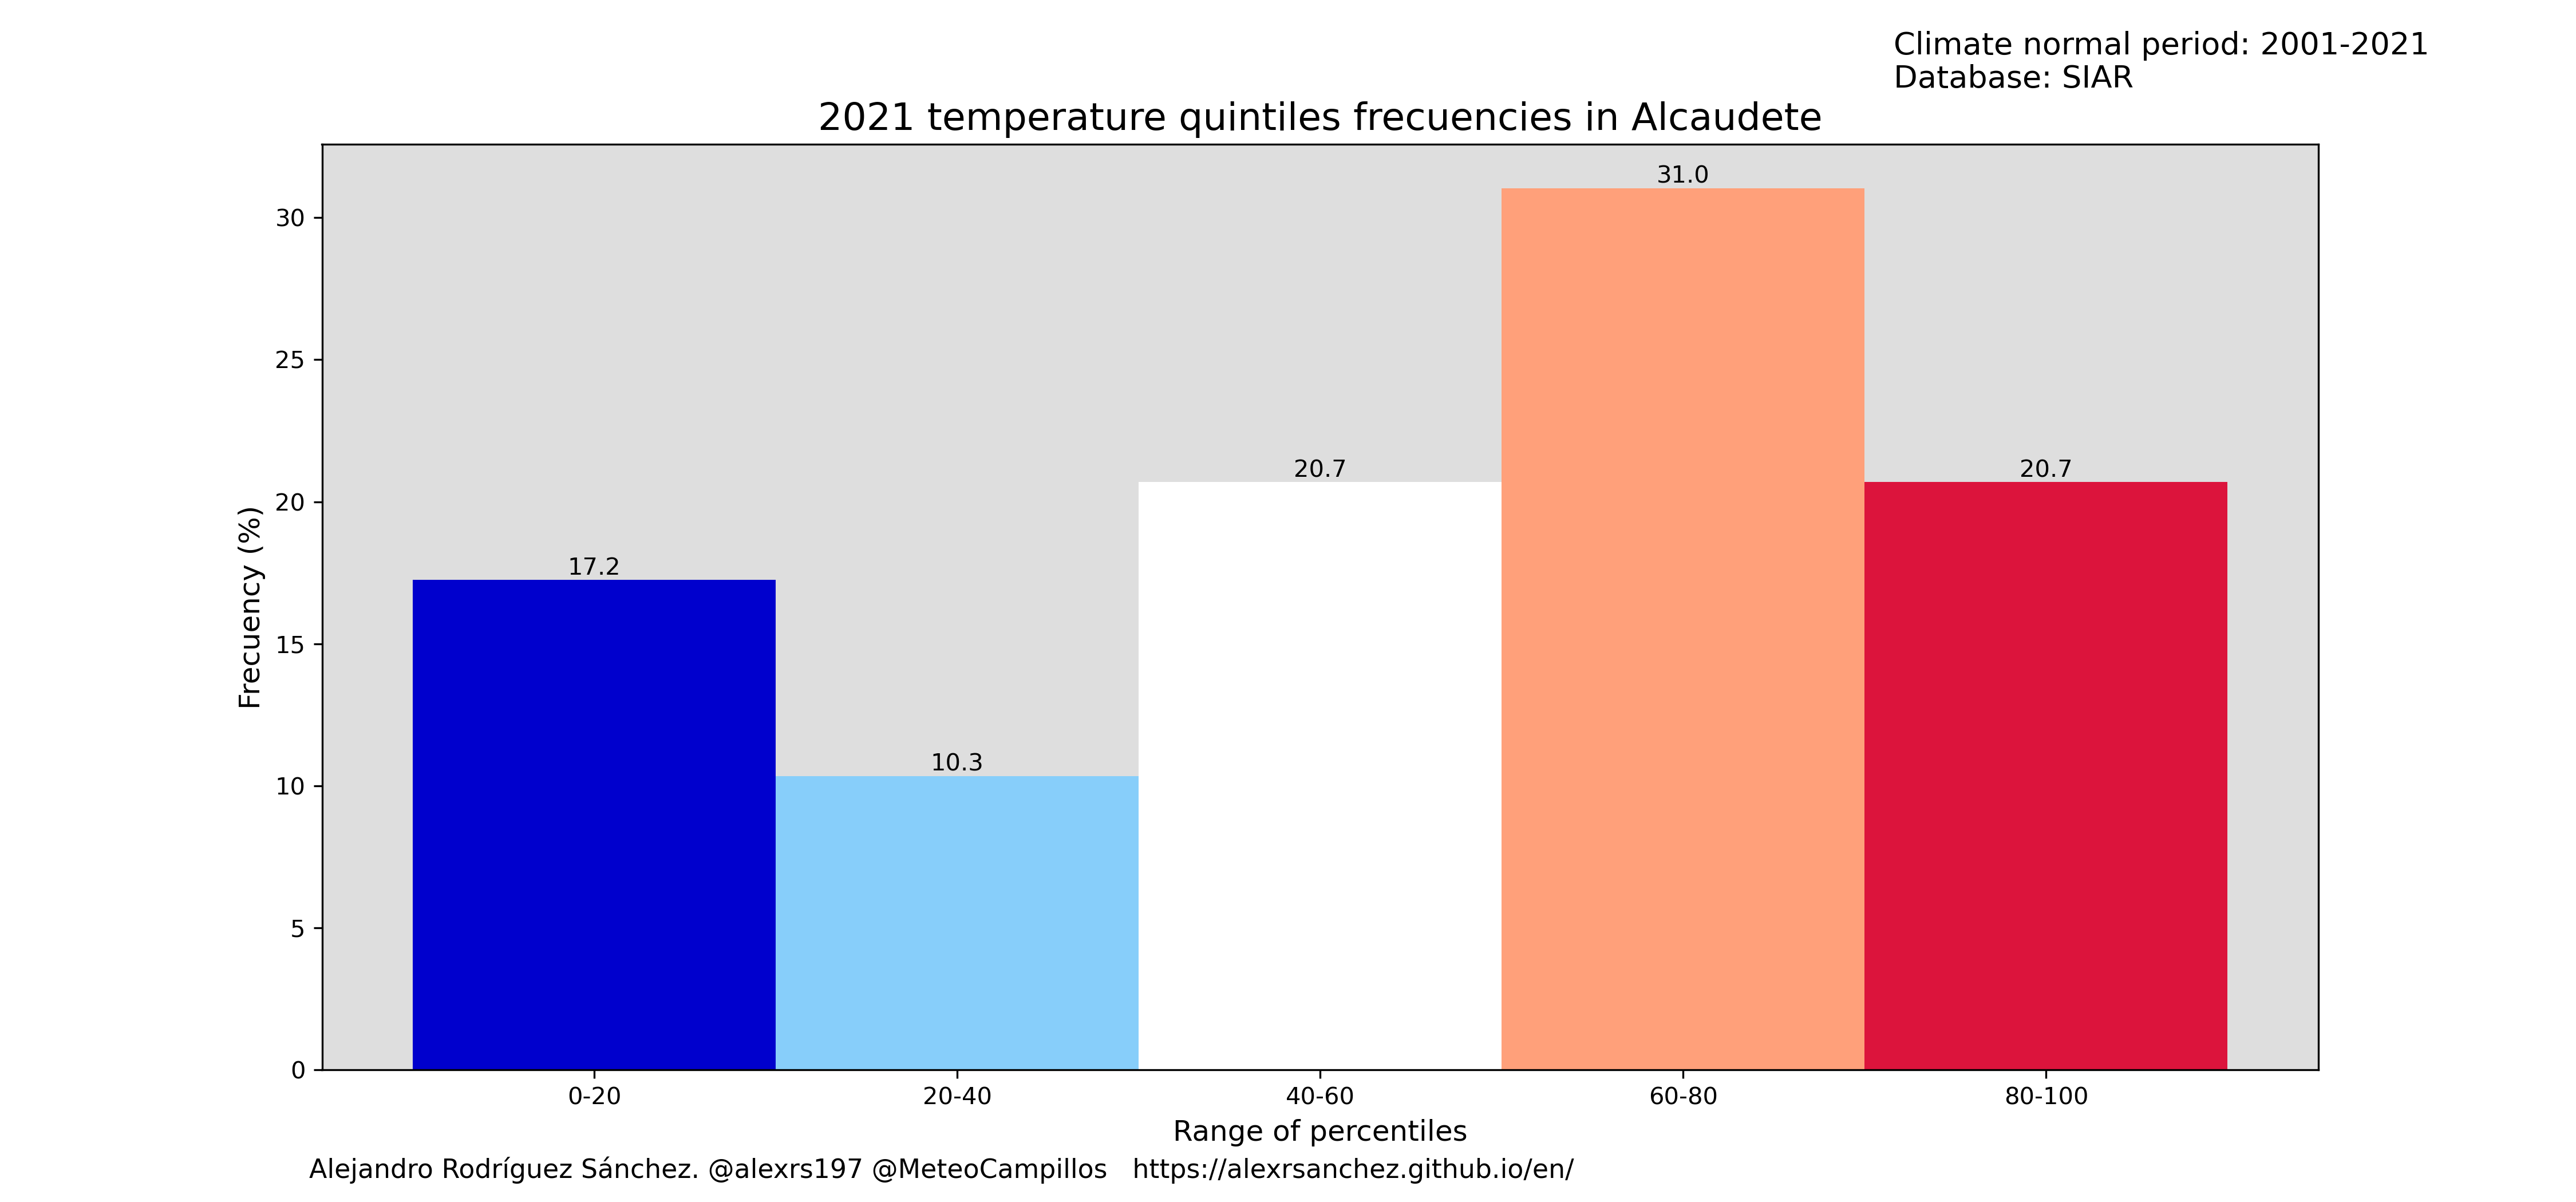 Climate normal period: 2001-2021
Database: SIAR
2021 temperature quintiles frecuencies in Alcaudete
Frecuency (%)
30
25
20
15
10
5
0
17.2
10.3
20.7
31.0
20.7
0-20
20-40
40-60
60-80
80-100
Range of percentiles
Alejandro Rodríguez Sánchez. @alexrs197 @MeteoCampillos   https://alexrsanchez.github.io/en/